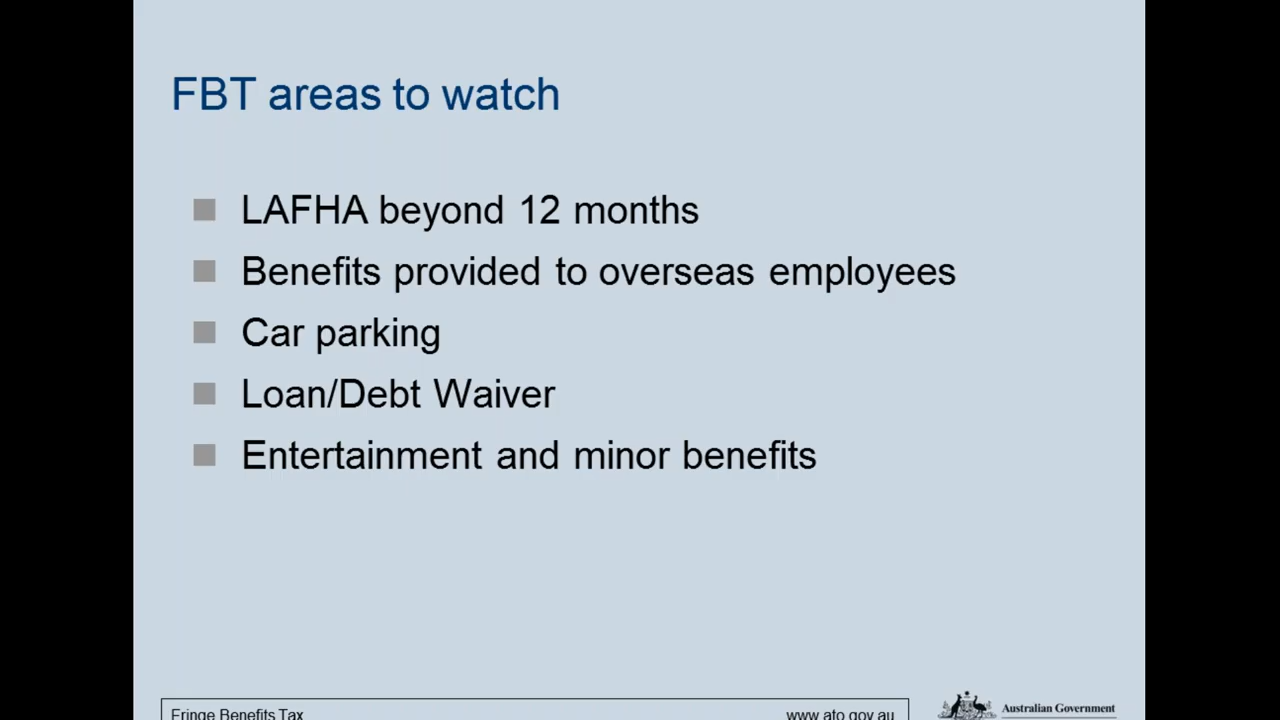 FBT areas to watch
LAFHA beyond 12 months
Benefits provided to overseas employees
Car parking
Loan/Debt Waiver
Entertainment and minor benefits
Fringe Benefits Tax
www.ato.gov.au
Australian Government